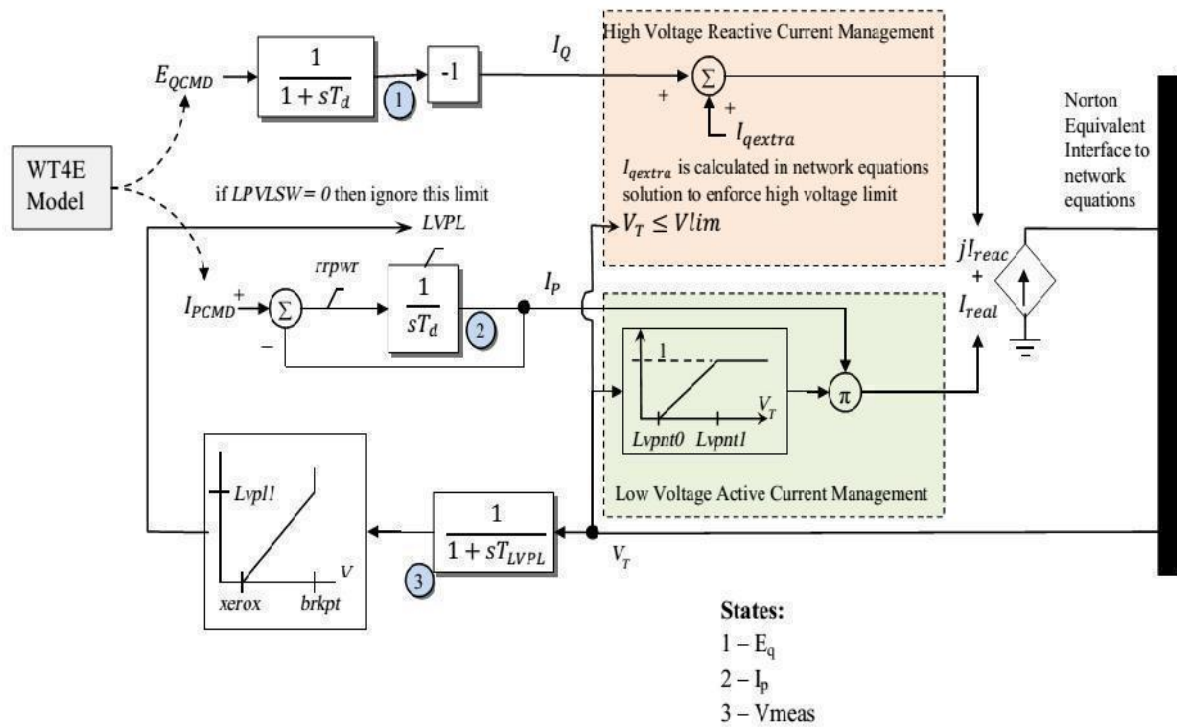 High Voltage Reactive Current Management
E_QCMD
1
1 + sT_d
1
-1
I_Q
Σ
+
+
I_qextra
I_qextra is calculated in network equations
solution to enforce high voltage limit
V_T ≤ Vlim
WT4E
Model
if LPVLSW = 0 then ignore this limit
LVPL
rrpwr
I_PCMD
+
Σ
−
1
sT_d
2
I_P
jI_reac
+
I_real
Norton
Equivalent
Interface to
network
equations
1
V_T
Lvpnt0
Lvpnt1
π
Low Voltage Active Current Management
Lvpl!
V
xerox
brkpt
1
1 + sT_LVPL
3
V_T
States:
1 – E_q
2 – I_p
3 – Vmeas